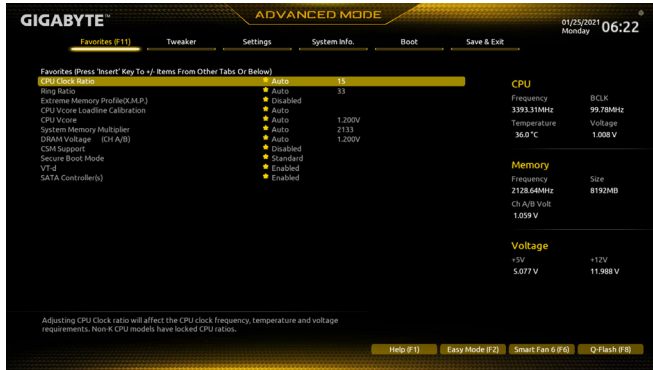 GIGABYTE™
ADVANCED MODE
01/25/2021 Monday 06:22
Favorites (F11) Tweaker Settings System Info. Boot Save & Exit
Favorites (Press 'Insert' Key To +/- Items From Other Tabs Or Below)
CPU Clock Ratio Auto 15
Ring Ratio Auto 33
Extreme Memory Profile(X.M.P.) Disabled
CPU Vcore Loadline Calibration Auto
CPU Vcore Auto 1.200V
System Memory Multiplier Auto 2133
DRAM Voltage (CH A/B) Auto 1.200V
CSM Support Disabled
Secure Boot Mode Standard
VT-d Enabled
SATA Controller(s) Enabled
CPU
Frequency BCLK
3393.31MHz 99.78MHz
Temperature Voltage
36.0 °C 1.008 V
Memory
Frequency Size
2128.64MHz 8192MB
Ch A/B Volt
1.059 V
Voltage
+5V +12V
5.077 V 11.988 V
Adjusting CPU Clock ratio will affect the CPU clock frequency, temperature and voltage
requirements. Non-K CPU models have locked CPU ratios.
Help (F1) Easy Mode (F2) Smart Fan 6 (F6) Q-Flash (F8)